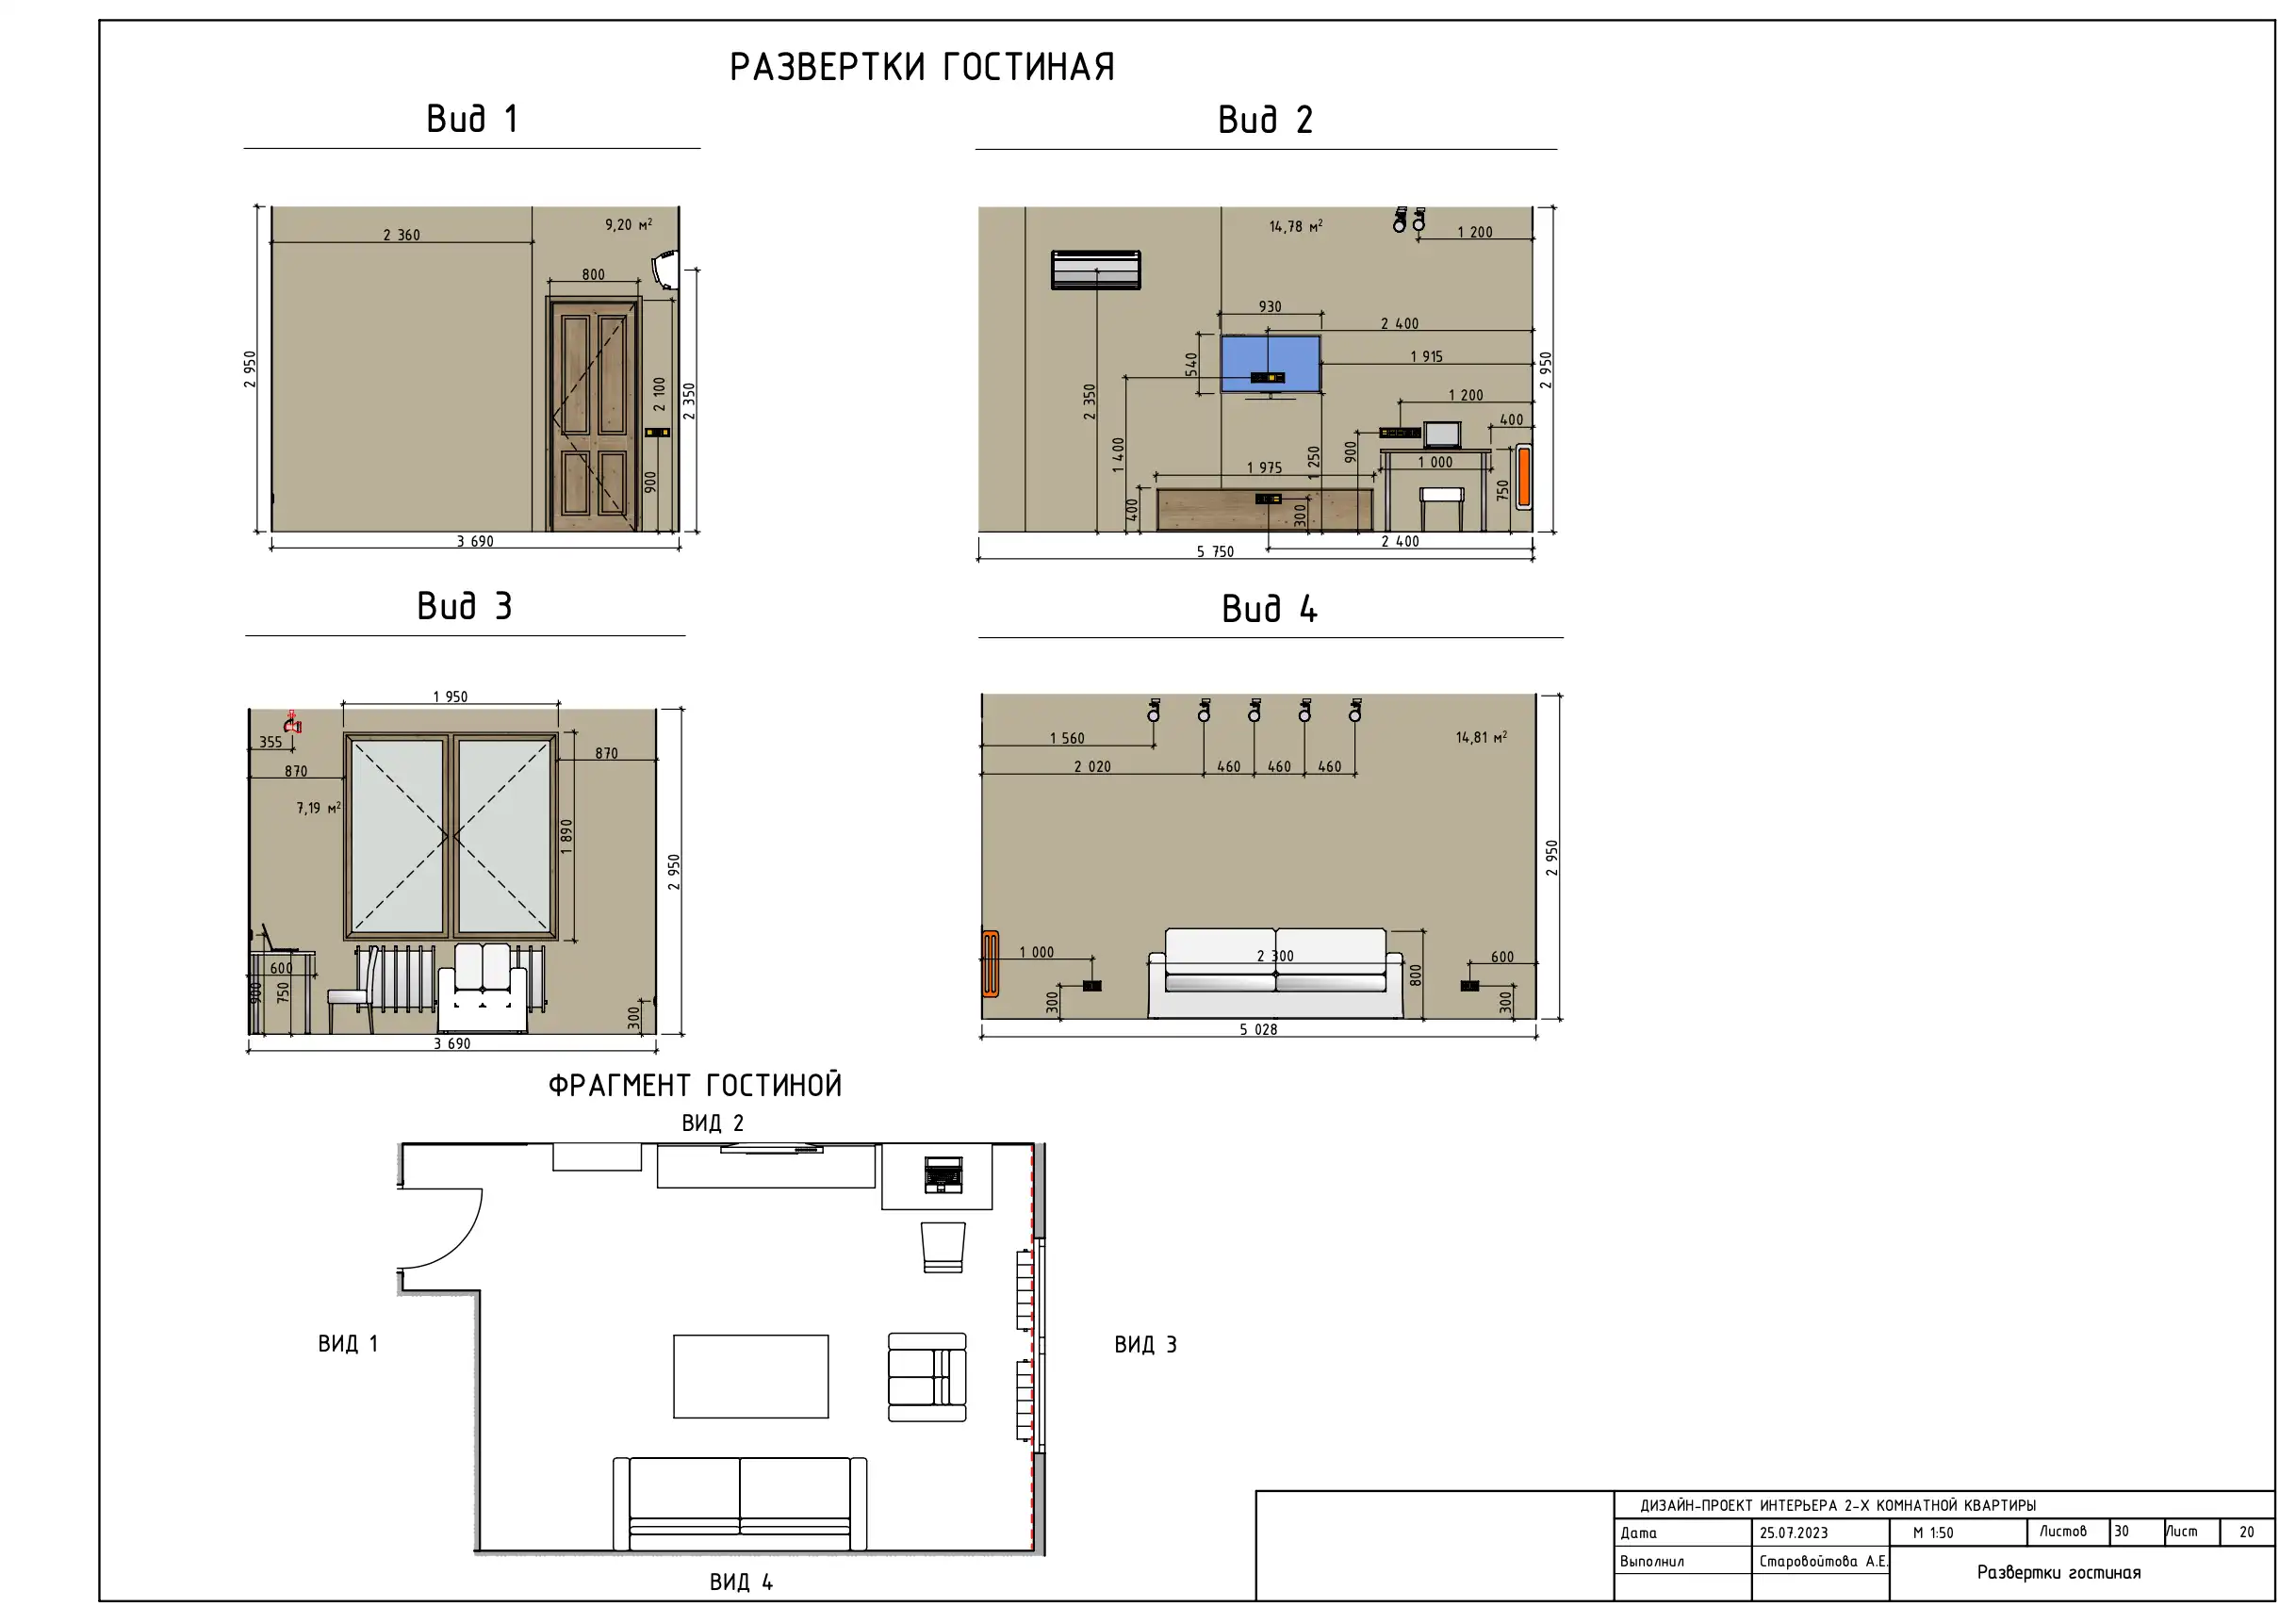 РАЗВЕРТКИ ГОСТИНАЯ
Вид 1
9,20 м²
2 360
800
2 950
2 100
2 350
900
3 690
Вид 2
14,78 м²
1 200
930
2 400
1 915
540
2 950
2 350
1 200
400
1 400
900
1 250
1 000
1 975
750
400
300
2 400
5 750
Вид 3
1 950
355
870
870
7,19 м²
1 890
2 950
600
900
750
300
3 690
Вид 4
1 560
14,81 м²
2 020
460
460
460
2 950
1 000
2 300
800
600
300
300
5 028
ФРАГМЕНТ ГОСТИНОЙ
ВИД 2
ВИД 1
ВИД 3
ВИД 4
ДИЗАЙН-ПРОЕКТ ИНТЕРЬЕРА 2-Х КОМНАТНОЙ КВАРТИРЫ
Дата 25.07.2023 М 1:50 Листов 30 Лист 20
Выполнил Старовойтова А.Е.
Развертки гостиная